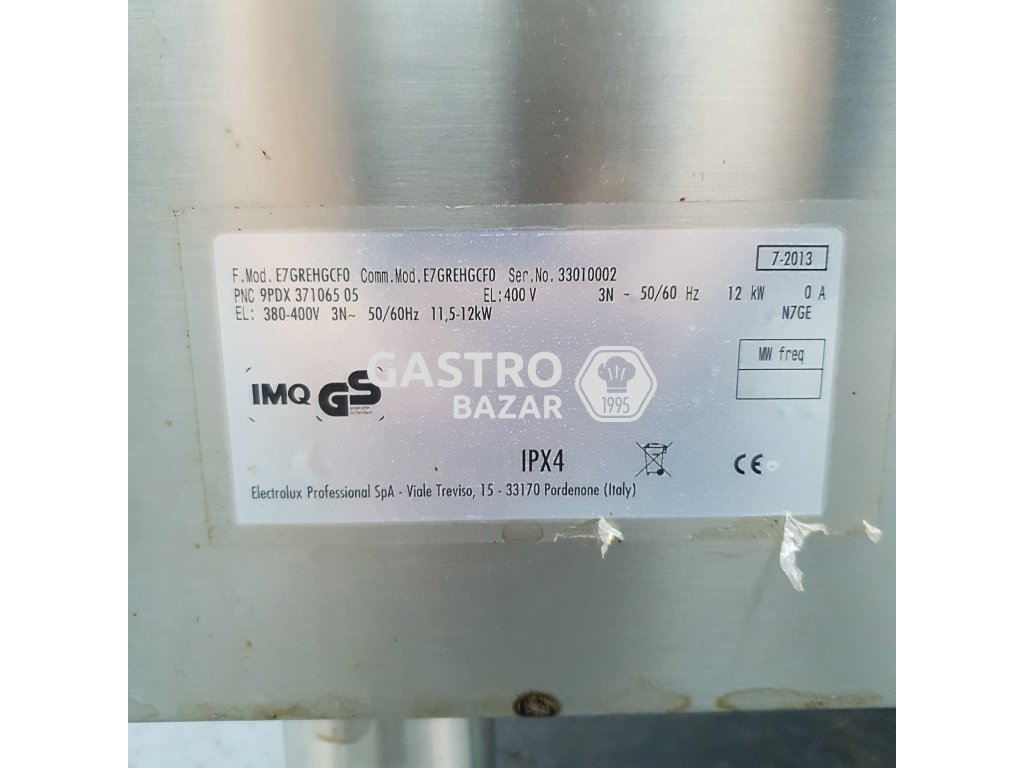 7-2013
F.Mod. E7GREHGCF0 Comm.Mod.E7GREHGCF0 Ser.No. 33010002
PNC 9PDX 371065 05 EL:400 V 3N ~ 50/60 Hz 12 kW 0 A
EL: 380-400V 3N~ 50/60Hz 11,5-12kW N7GE
MW freq
GASTRO
BAZAR
1995
IMQ GS
IPX4 CE
Electrolux Professional SpA - Viale Treviso, 15 - 33170 Pordenone (Italy)